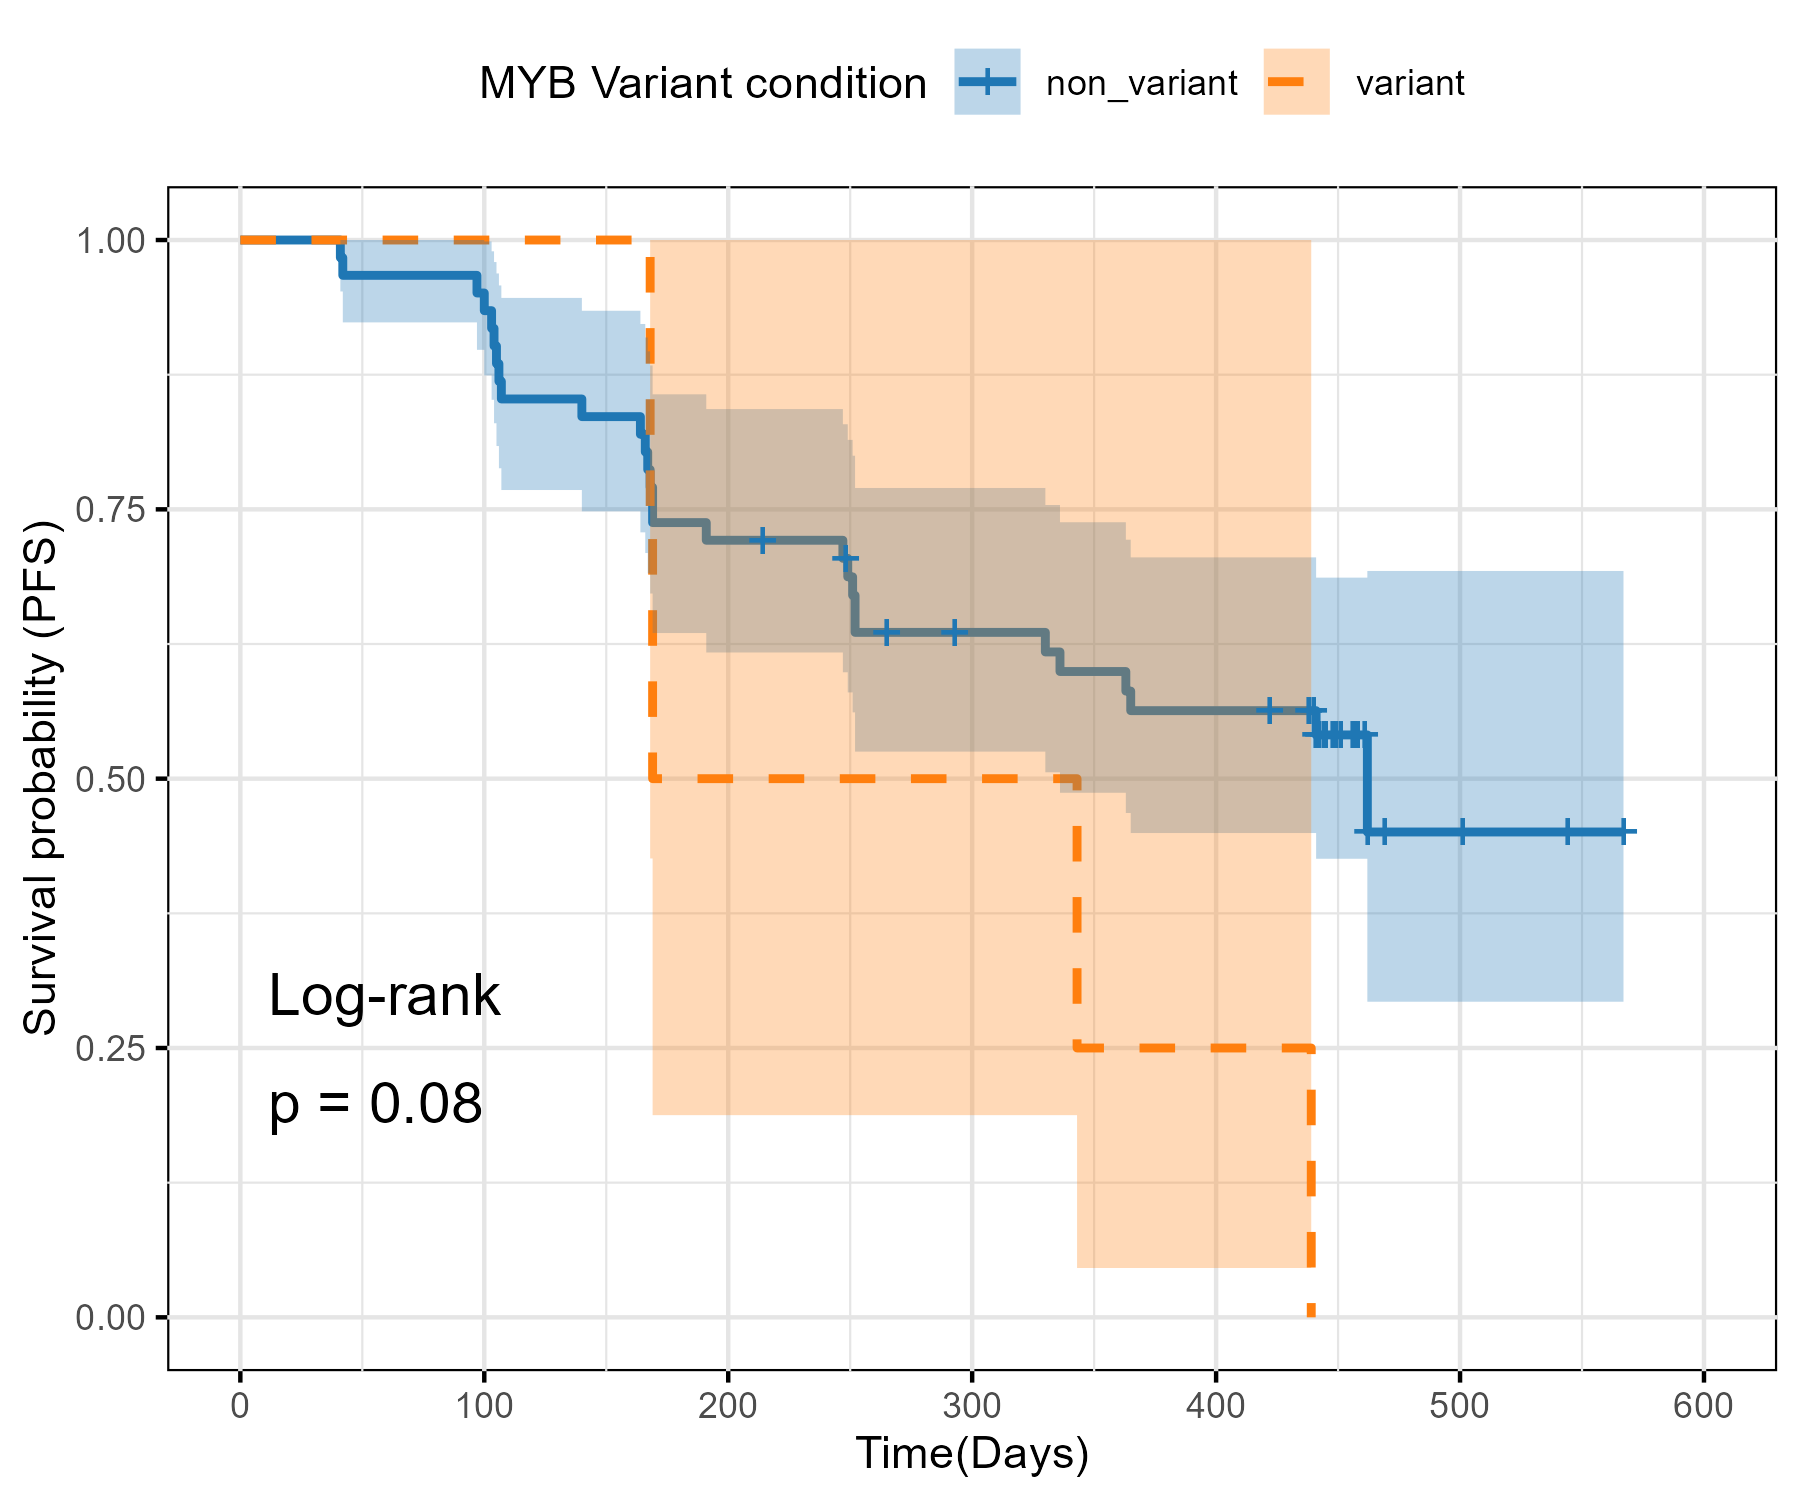 MYB Variant condition non_variant variant
Survival probability (PFS)
1.00
0.75
0.50
0.25
0.00
Log-rank
p = 0.08
0 100 200 300 400 500 600
Time(Days)